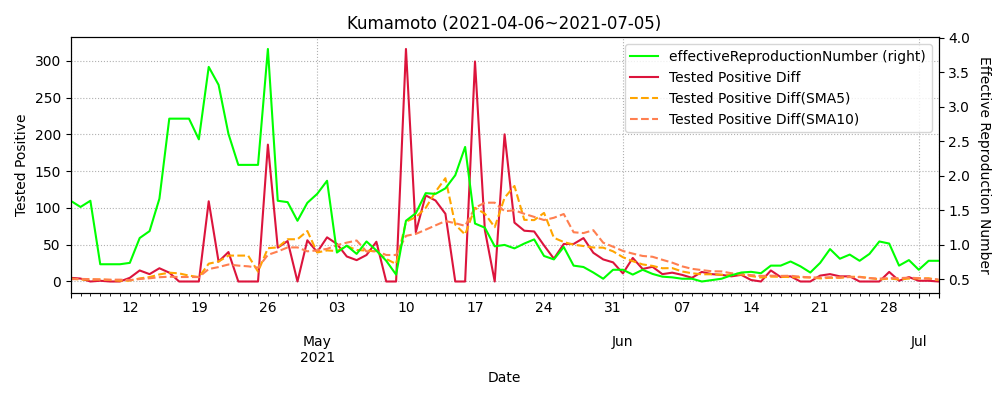 Kumamoto (2021-04-06~2021-07-05)
effectiveReproductionNumber (right)
Tested Positive Diff
Tested Positive Diff(SMA5)
Tested Positive Diff(SMA10)
Tested Positive
300
250
200
150
100
50
0
4.0
3.5
3.0
2.5
2.0
1.5
1.0
0.5
Effective Reproduction Number
12 19 26 03 10 17 24 31 07 14 21 28
May Jun Jul
2021
Date